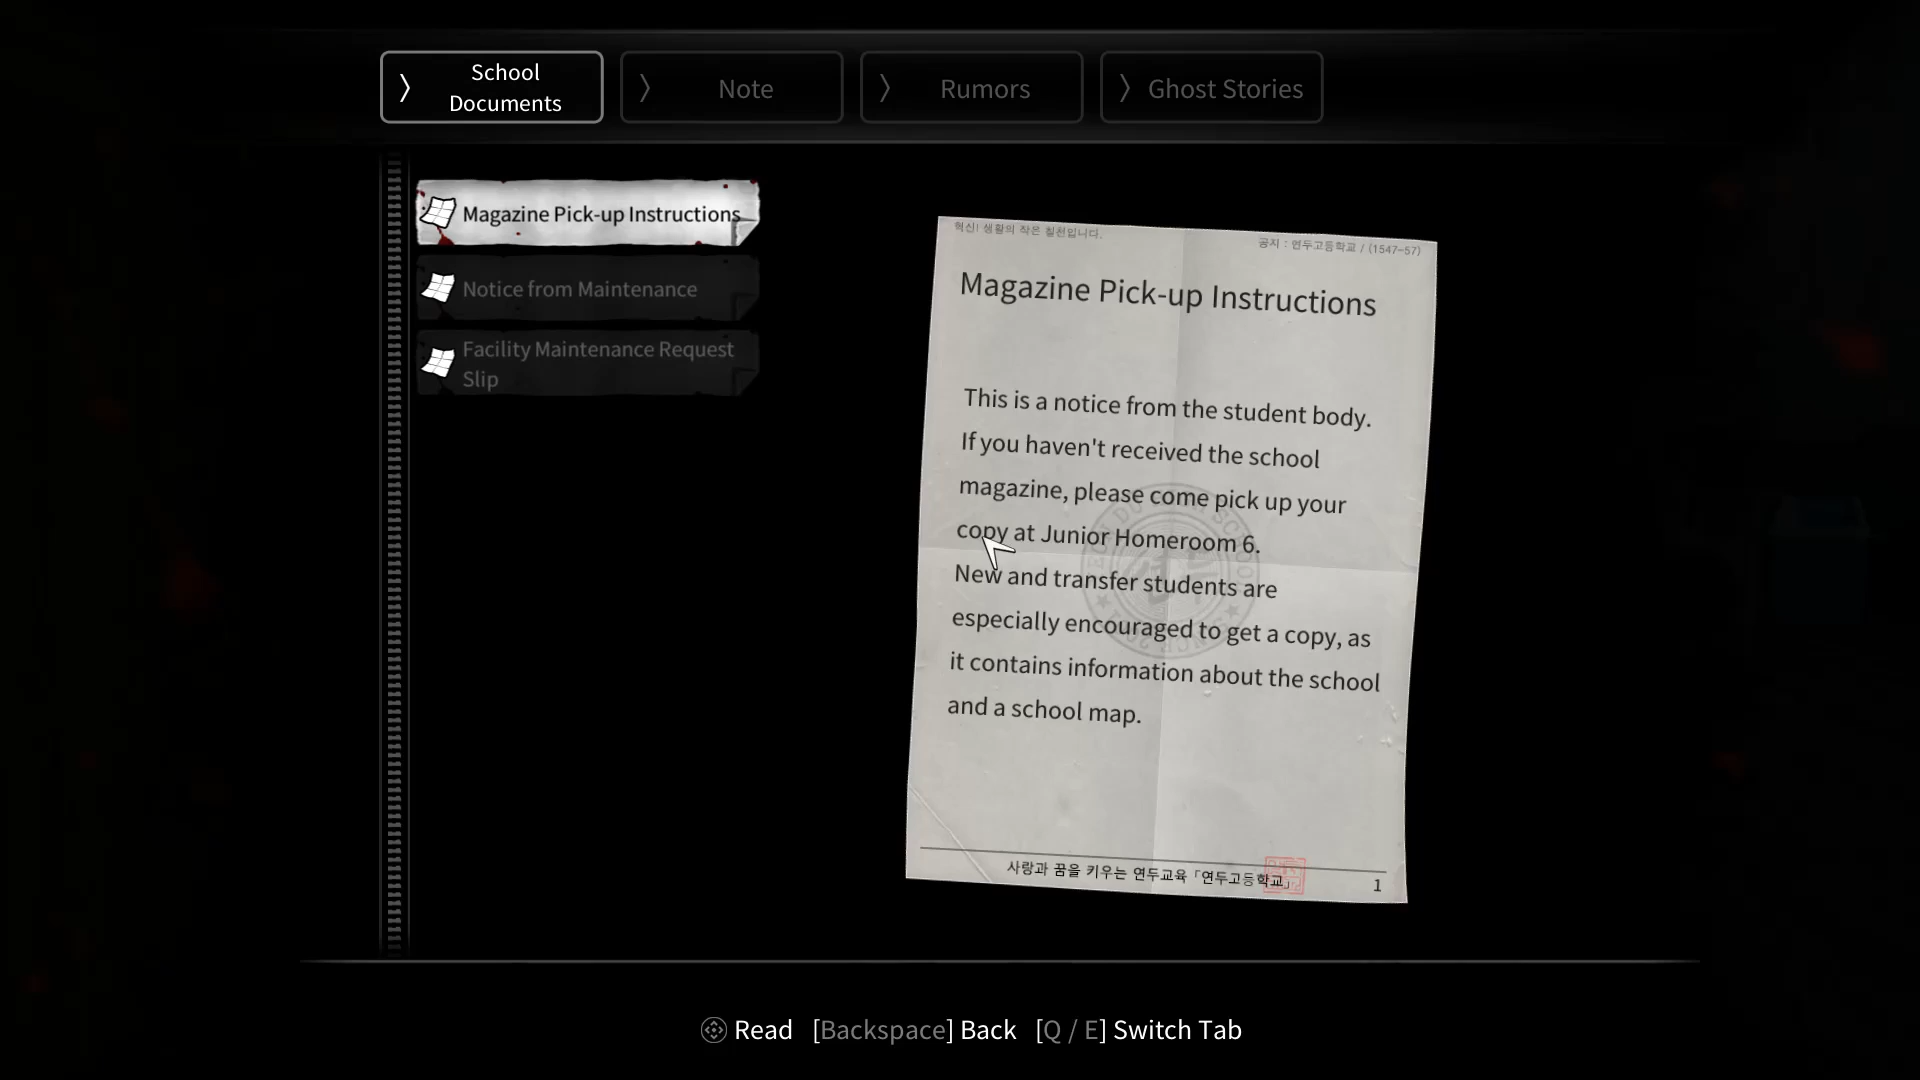 School
Documents
Note
Rumors
Ghost Stories
Magazine Pick-up Instructions
Notice from Maintenance
Facility Maintenance Request
Slip
혁신! 생활의 작은 실천입니다.
공지 : 연두고등학교 / (1547-57)
Magazine Pick-up Instructions
This is a notice from the student body.
If you haven't received the school
magazine, please come pick up your
copy at Junior Homeroom 6.
New and transfer students are
especially encouraged to get a copy, as
it contains information about the school
and a school map.
사랑과 꿈을 키우는 연두교육 「연두고등학교」
1
Read [Backspace] Back [Q / E] Switch Tab